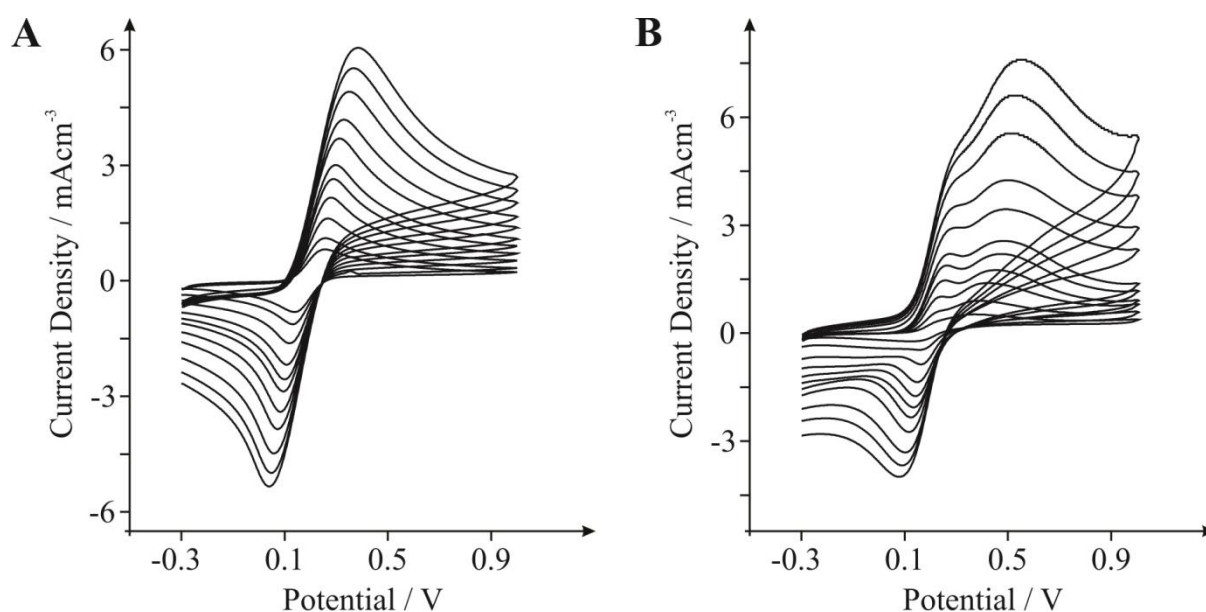 A
Current Density / mAcm⁻³
6
3
0
-3
-6
-0.3 0.1 0.5 0.9
Potential / V
B
Current Density / mAcm⁻³
6
3
0
-3
-0.3 0.1 0.5 0.9
Potential / V